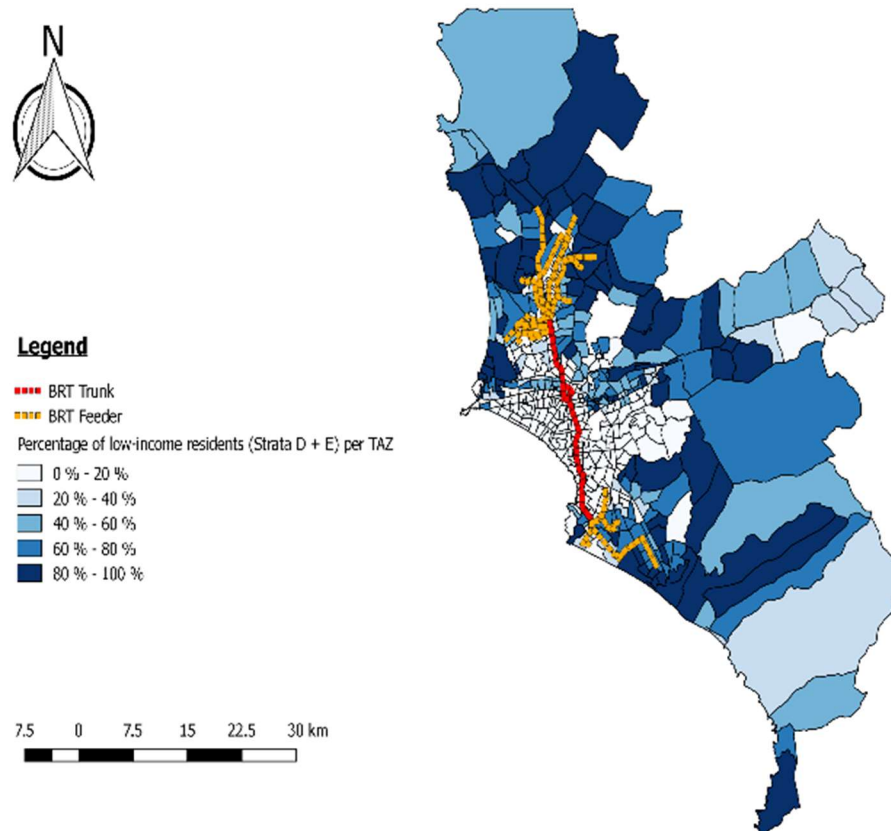 N
Legend
BRT Trunk
BRT Feeder
Percentage of low-income residents (Strata D + E) per TAZ
0 % - 20 %
20 % - 40 %
40 % - 60 %
60 % - 80 %
80 % - 100 %
7.5 0 7.5 15 22.5 30 km